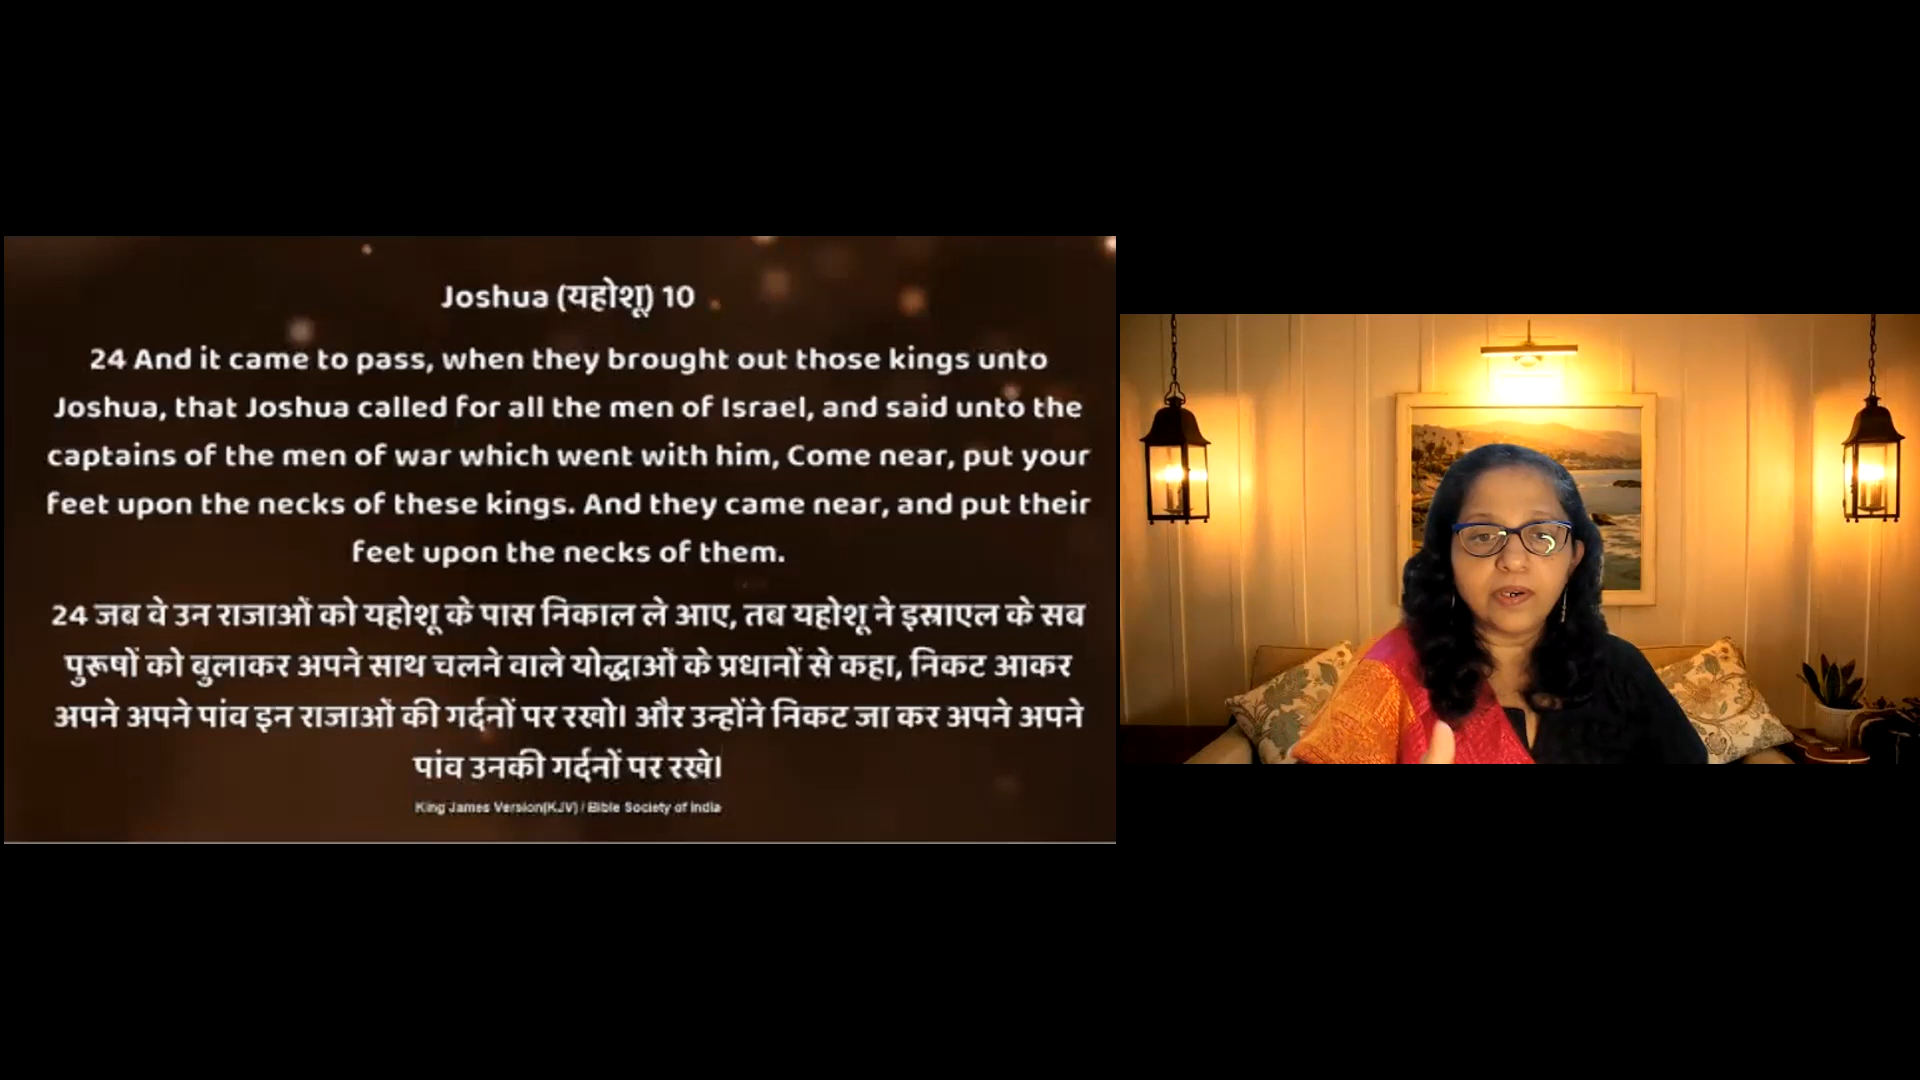 Joshua (यहोशू) 10
24 And it came to pass, when they brought out those kings unto
Joshua, that Joshua called for all the men of Israel, and said unto the
captains of the men of war which went with him, Come near, put your
feet upon the necks of these kings. And they came near, and put their
feet upon the necks of them.
24 जब वे उन राजाओं को यहोशू के पास निकाल ले आए, तब यहोशू ने इस्राएल के सब
पुरूषों को बुलाकर अपने साथ चलने वाले योद्धाओं के प्रधानों से कहा, निकट आकर
अपने अपने पांव इन राजाओं की गर्दनों पर रखो। और उन्होंने निकट जा कर अपने अपने
पांव उनकी गर्दनों पर रखे।
King James Version(KJV) / Bible Society of India